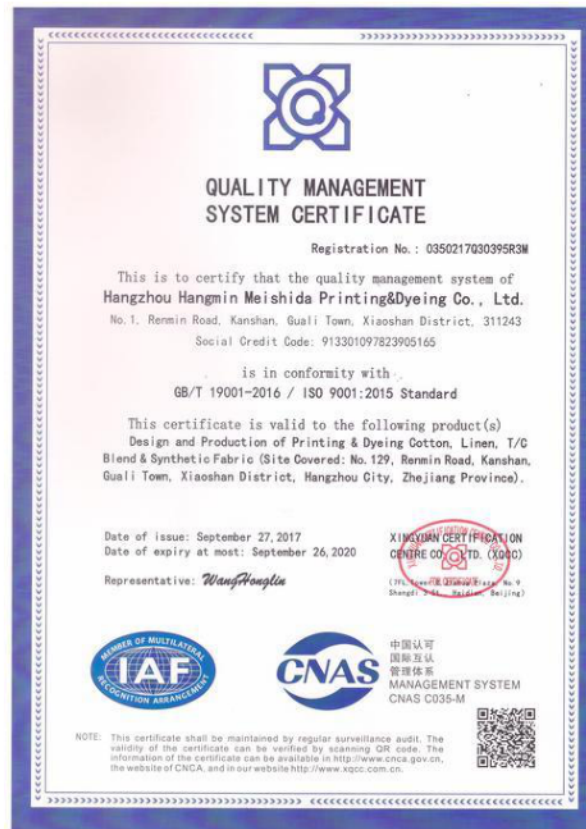 QUALITY MANAGEMENT
SYSTEM CERTIFICATE
Registration No.: 0350217Q30395R3M
This is to certify that the quality management system of
Hangzhou Hangmin Meishida Printing&Dyeing Co., Ltd.
No.1, Renmin Road, Kanshan, Guali Town, Xiaoshan District, 311243
Social Credit Code: 913301097823905165
is in conformity with
GB/T 19001-2016 / ISO 9001:2015 Standard
This certificate is valid to the following product(s)
Design and Production of Printing & Dyeing Cotton, Linen, T/C
Blend & Synthetic Fabric (Site Covered: No.129, Renmin Road, Kanshan,
Guali Town, Xiaoshan District, Hangzhou City, Zhejiang Province).
Date of issue: September 27,2017
Date of expiry at most: September 26,2020
Representative: WangHonglin
XINGYUAN CERTIFICATION
CENTRE CO., LTD. (XQCC)
No.9
Shangdi Haidian, Beijing)
MEMBER OF MULTILATERAL
IAF
RECOGNITION ARRANGEMENT
CNAS
中国认可
国际互认
管理体系
MANAGEMENT SYSTEM
CNAS C035-M
NOTE: This certificate shall be maintained by regular surveillance audit. The
validity of the certificate can be verified by scanning QR code. The
information of the certificate can be available in http://www.cnca.gov.cn,
the website of CNCA, and in our website http://www.xqcc.com.cn.